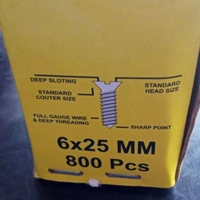 DEEP SLOTING
STANDARD
COUTER SIZE
STANDARD
HEAD SIZE
FULL GAUGE WIRE
& DEEP THREADING
SHARP POINT
6x25 MM
800 Pcs